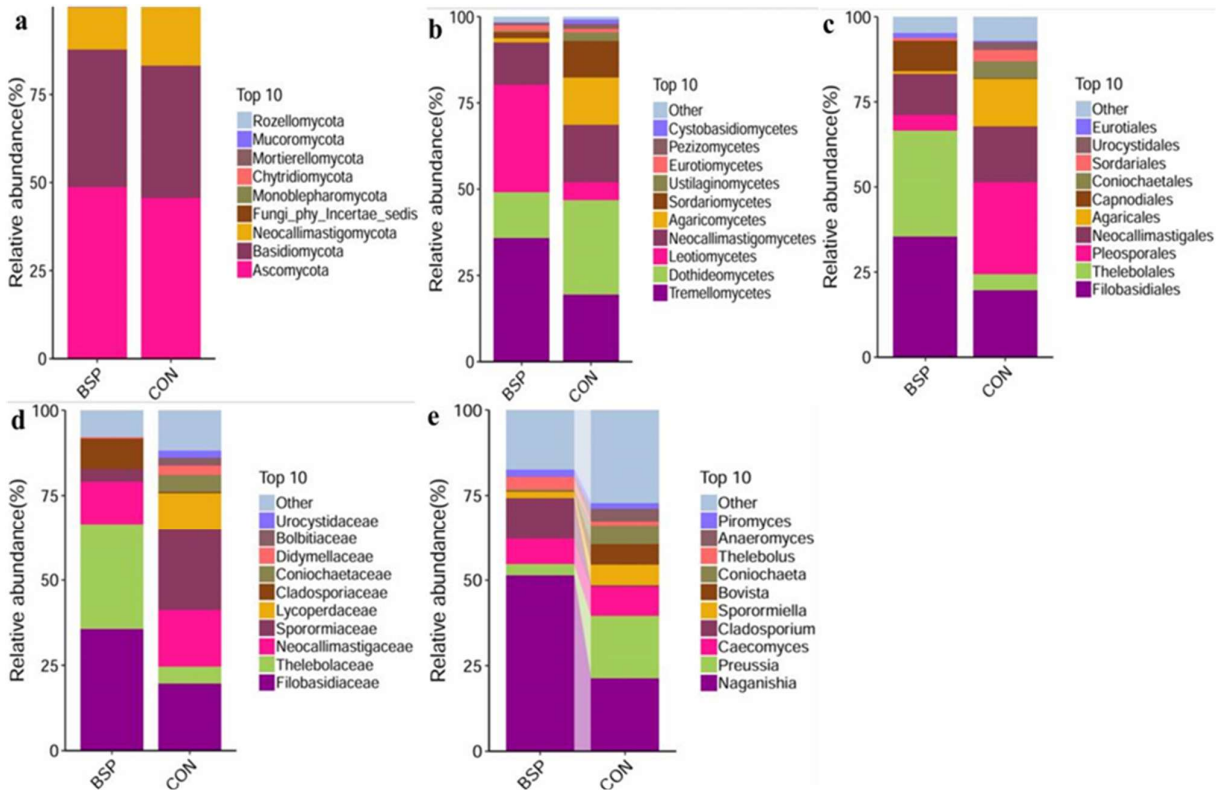 a
Relative abundance(%)
75
50
25
0
BSP
CON
Top 10
Rozellomycota
Mucoromycota
Mortierellomycota
Chytridiomycota
Monoblepharomycota
Fungi_phy_Incertae_sedis
Neocallimastigomycota
Basidiomycota
Ascomycota
b
Relative abundance(%)
100
75
50
25
0
BSP
CON
Top 10
Other
Cystobasidiomycetes
Pezizomycetes
Eurotiomycetes
Ustilaginomycetes
Sordariomycetes
Agaricomycetes
Neocallimastigomycetes
Leotiomycetes
Dothideomycetes
Tremellomycetes
c
Relative abundance(%)
100
75
50
25
0
BSP
CON
Top 10
Other
Eurotiales
Urocystidales
Sordariales
Coniochaetales
Capnodiales
Agaricales
Neocallimastigales
Pleosporales
Thelebolales
Filobasidiales
d
Relative abundance(%)
100
75
50
25
0
BSP
CON
Top 10
Other
Urocystidaceae
Bolbitiaceae
Didymellaceae
Coniochaetaceae
Cladosporiaceae
Lycoperdaceae
Sporormiaceae
Neocallimastigaceae
Thelebolaceae
Filobasidiaceae
e
Relative abundance(%)
100
75
50
25
0
BSP
CON
Top 10
Other
Piromyces
Anaeromyces
Thelebolus
Coniochaeta
Bovista
Sporormiella
Cladosporium
Caecomyces
Preussia
Naganishia